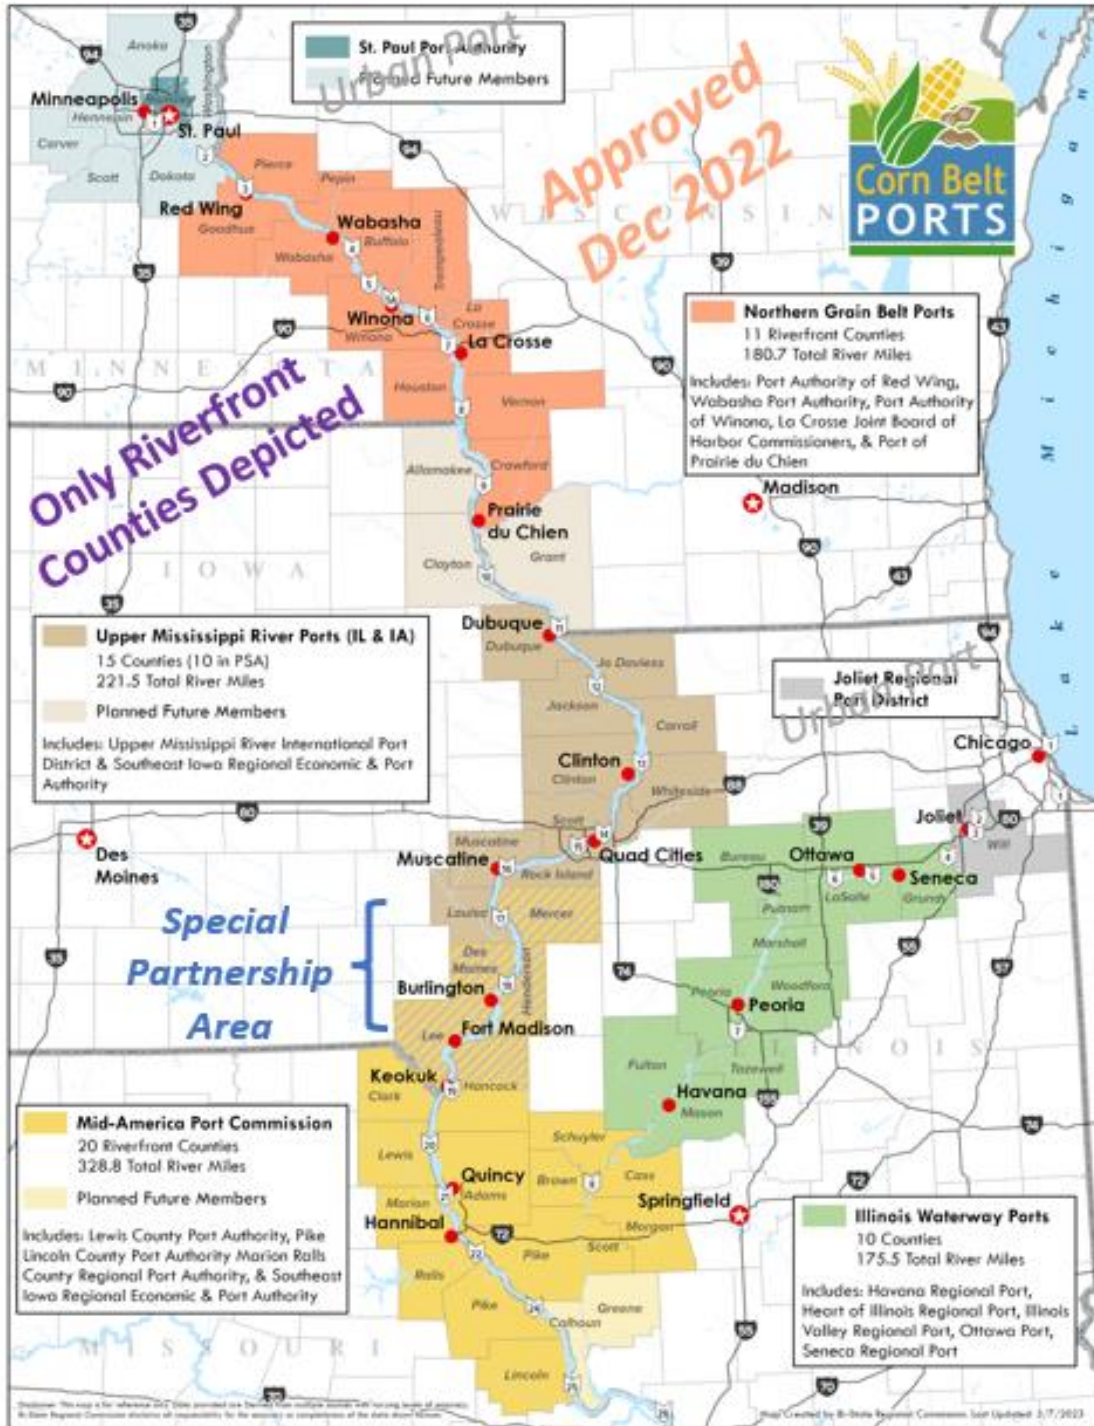 St. Paul Port Authority
Planned Future Members
Urban Port
Approved
Dec 2022
Corn Belt
PORTS
Northern Grain Belt Ports
11 Riverfront Counties
180.7 Total River Miles
Includes: Port Authority of Red Wing,
Wabasha Port Authority, Port Authority
of Winona, La Crosse Joint Board of
Harbor Commissioners, & Port of
Prairie du Chien
Only Riverfront
Counties Depicted
Upper Mississippi River Ports (IL & IA)
15 Counties (10 in PSA)
221.5 Total River Miles
Planned Future Members
Includes: Upper Mississippi River International Port
District & Southeast Iowa Regional Economic & Port
Authority
Joliet Regional
Port District
Urban Port
Special
Partnership
Area
Mid-America Port Commission
20 Riverfront Counties
328.8 Total River Miles
Planned Future Members
Includes: Lewis County Port Authority, Pike
Lincoln County Port Authority Marion Ralls
County Regional Port Authority, & Southeast
Iowa Regional Economic & Port Authority
Illinois Waterway Ports
10 Counties
175.5 Total River Miles
Includes: Havana Regional Port,
Heart of Illinois Regional Port, Illinois
Valley Regional Port, Ottawa Port,
Seneca Regional Port
MINNESOTA
WISCONSIN
IOWA
ILLINOIS
MISSOURI
Lake Michigan
Anoka
Washington
Minneapolis
Hennepin
St. Paul
Carver
Scott
Dakota
Pierce
Pepin
Red Wing
Goodhue
Wabasha
Wabasha
Buffalo
Trempealeau
Winona
Winona
La
Crosse
La Crosse
Houston
Vernon
Allamakee
Crawford
Prairie
du Chien
Madison
Clayton
Grant
Dubuque
Dubuque
Jo Daviess
Jackson
Carroll
Clinton
Clinton
Whiteside
Chicago
Scott
Joliet
Will
Des
Moines
Muscatine
Muscatine
Quad Cities
Rock Island
Bureau
Ottawa
LaSalle
Seneca
Grundy
Putnam
Louisa
Mercer
Marshall
Des
Moines
Henderson
Burlington
Peoria
Woodford
Peoria
Lee
Fort Madison
Fulton
Tazewell
Keokuk
Hancock
Clark
Havana
Mason
Schuyler
Lewis
Brown
Cass
Quincy
Adams
Marion
Springfield
Hannibal
Morgan
Scott
Ralls
Pike
Pike
Greene
Calhoun
Lincoln
Map Created by Bi-State Regional Commission. Last Updated: 3/7/2023